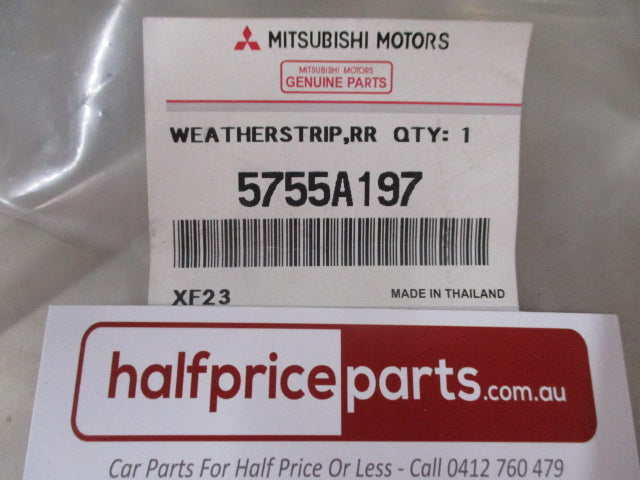 MITSUBISHI MOTORS
MITSUBISHI MOTORS
GENUINE PARTS
WEATHERSTRIP,RR QTY: 1
5755A197
XF23 MADE IN THAILAND
halfpriceparts.com.au
Car Parts For Half Price Or Less - Call 0412 760 479